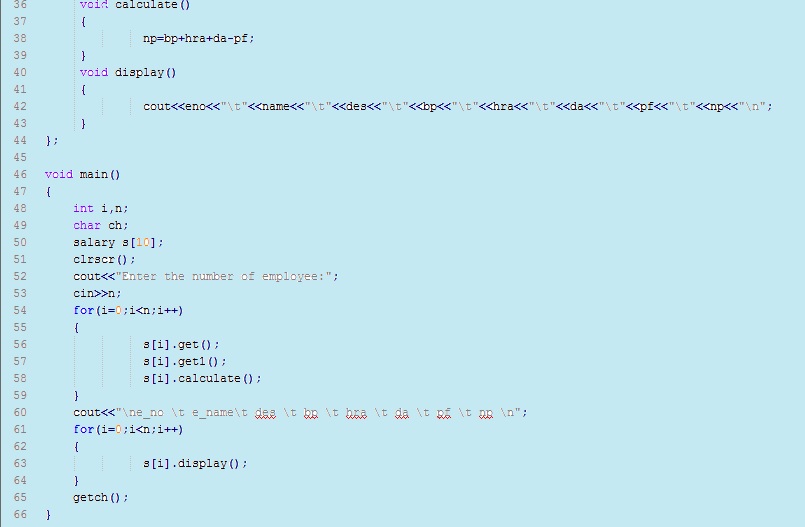 36 void calculate()
37 {
38 np=bp+hra+da-pf;
39 }
40 void display()
41 {
42 cout<<eno<<"\t"<<name<<"\t"<<des<<"\t"<<bp<<"\t"<<hra<<"\t"<<da<<"\t"<<pf<<"\t"<<np<<"\n";
43 }
44 };
45
46 void main()
47 {
48 int i,n;
49 char ch;
50 salary s[10];
51 clrscr();
52 cout<<"Enter the number of employee:";
53 cin>>n;
54 for(i=0;i<n;i++)
55 {
56 s[i].get();
57 s[i].get1();
58 s[i].calculate();
59 }
60 cout<<"\ne_no \t e_name\t des \t bp \t hra \t da \t pf \t np \n";
61 for(i=0;i<n;i++)
62 {
63 s[i].display();
64 }
65 getch();
66 }